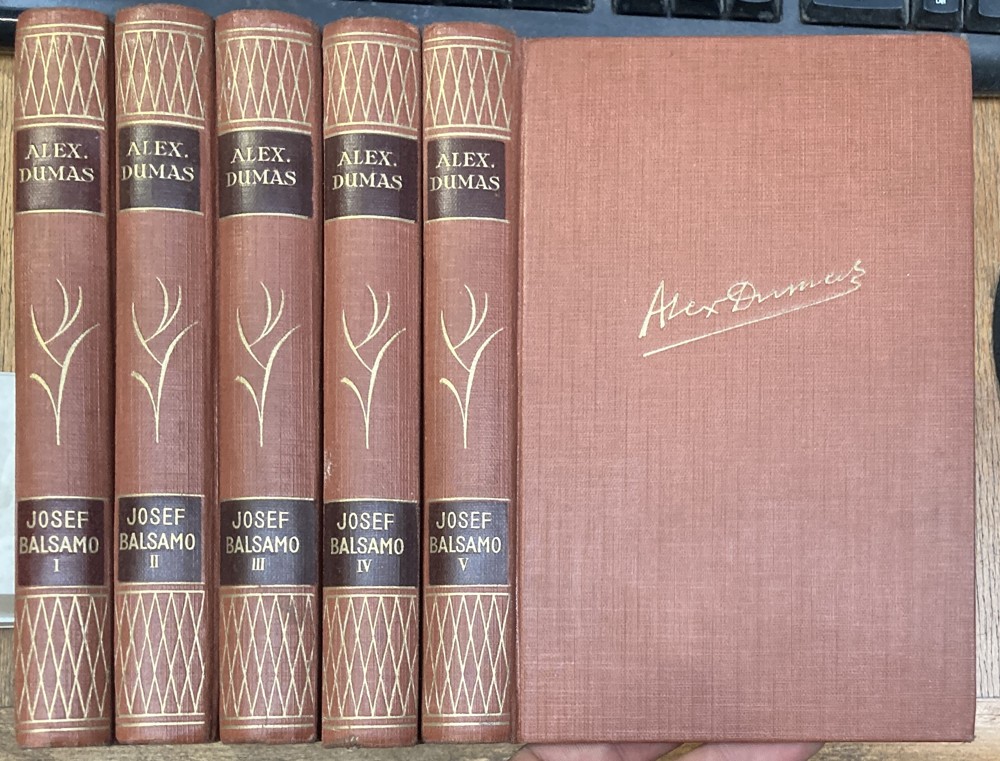 ALEX.
DUMAS
JOSEF
BALSAMO
I
ALEX.
DUMAS
JOSEF
BALSAMO
II
ALEX.
DUMAS
JOSEF
BALSAMO
III
ALEX.
DUMAS
JOSEF
BALSAMO
IV
ALEX.
DUMAS
JOSEF
BALSAMO
V
Alex Dumas